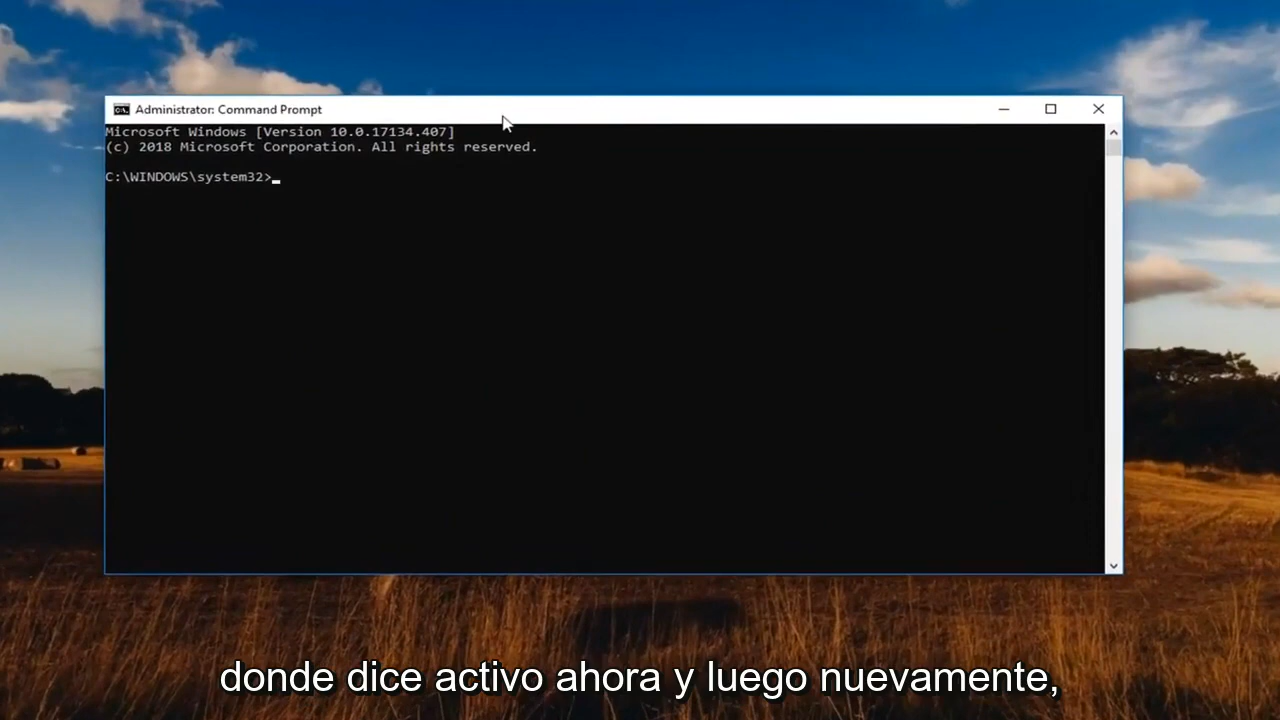 Administrator: Command Prompt
Microsoft Windows [Version 10.0.17134.407]
(c) 2018 Microsoft Corporation. All rights reserved.
C:\WINDOWS\system32>
donde dice activo ahora y luego nuevamente,